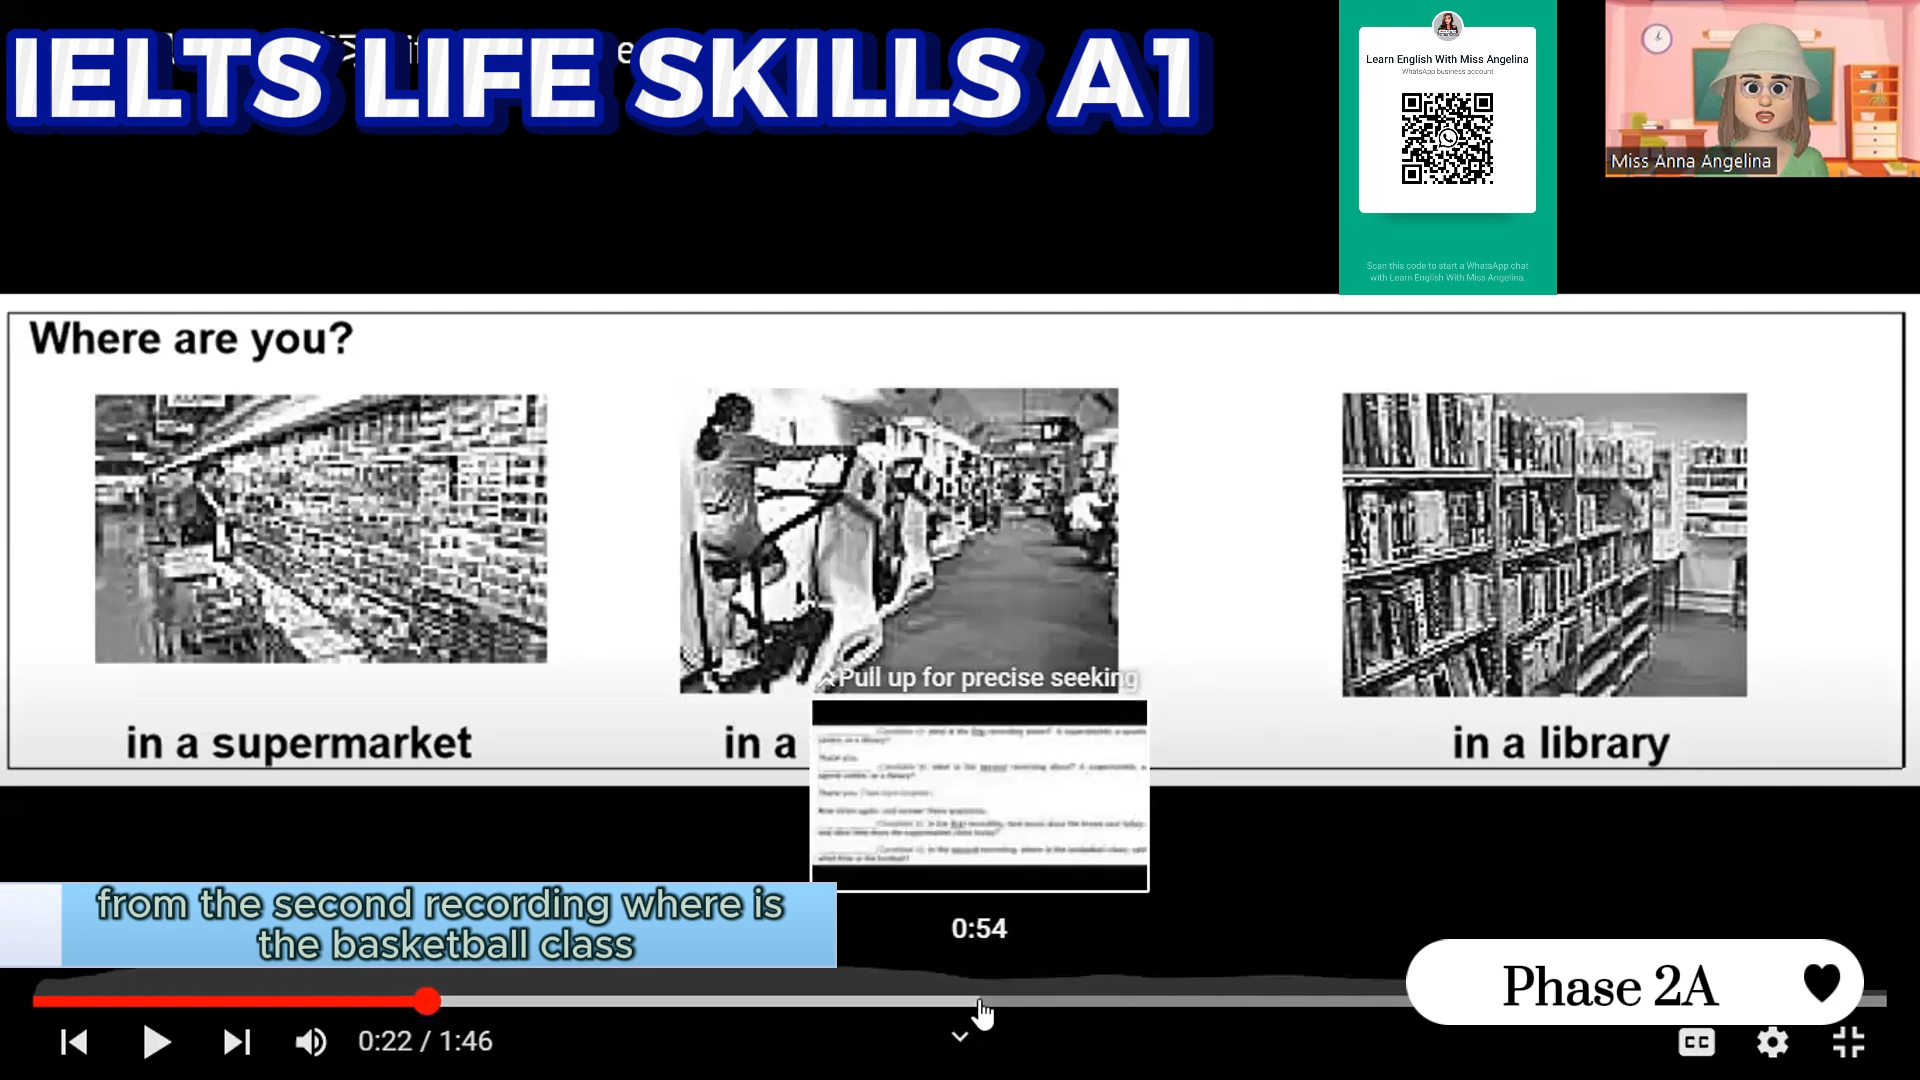 IELTS LIFE SKILLS A1
Learn English With Miss Angelina
WhatsApp business account
Scan this code to start a WhatsApp chat
with Learn English With Miss Angelina.
Miss Anna Angelina
Where are you?
Pull up for precise seeking
in a supermarket
in a
in a library
from the second recording where is
the basketball class
0:54
Phase 2A
0:22 / 1:46
CC